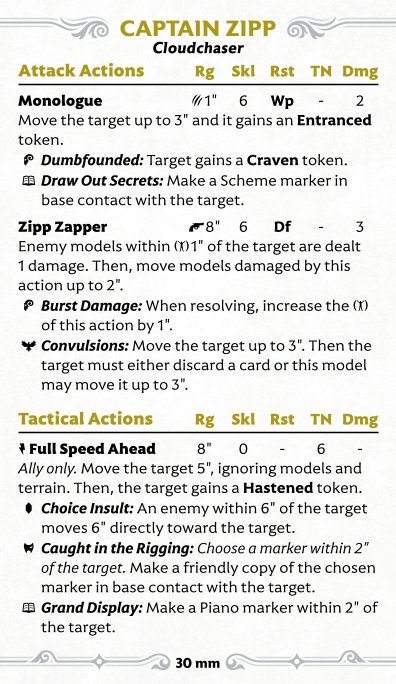 CAPTAIN ZIPP
Cloudchaser
Attack Actions Rg Skl Rst TN Dmg
Monologue 1" 6 Wp - 2
Move the target up to 3" and it gains an Entranced
token.
Dumbfounded: Target gains a Craven token.
Draw Out Secrets: Make a Scheme marker in
base contact with the target.
Zipp Zapper 8" 6 Df - 3
Enemy models within 1" of the target are dealt
1 damage. Then, move models damaged by this
action up to 2".
Burst Damage: When resolving, increase the
of this action by 1".
Convulsions: Move the target up to 3". Then the
target must either discard a card or this model
may move it up to 3".
Tactical Actions Rg Skl Rst TN Dmg
Full Speed Ahead 8" 0 - 6 -
Ally only. Move the target 5", ignoring models and
terrain. Then, the target gains a Hastened token.
Choice Insult: An enemy within 6" of the target
moves 6" directly toward the target.
Caught in the Rigging: Choose a marker within 2"
of the target. Make a friendly copy of the chosen
marker in base contact with the target.
Grand Display: Make a Piano marker within 2" of
the target.
30 mm